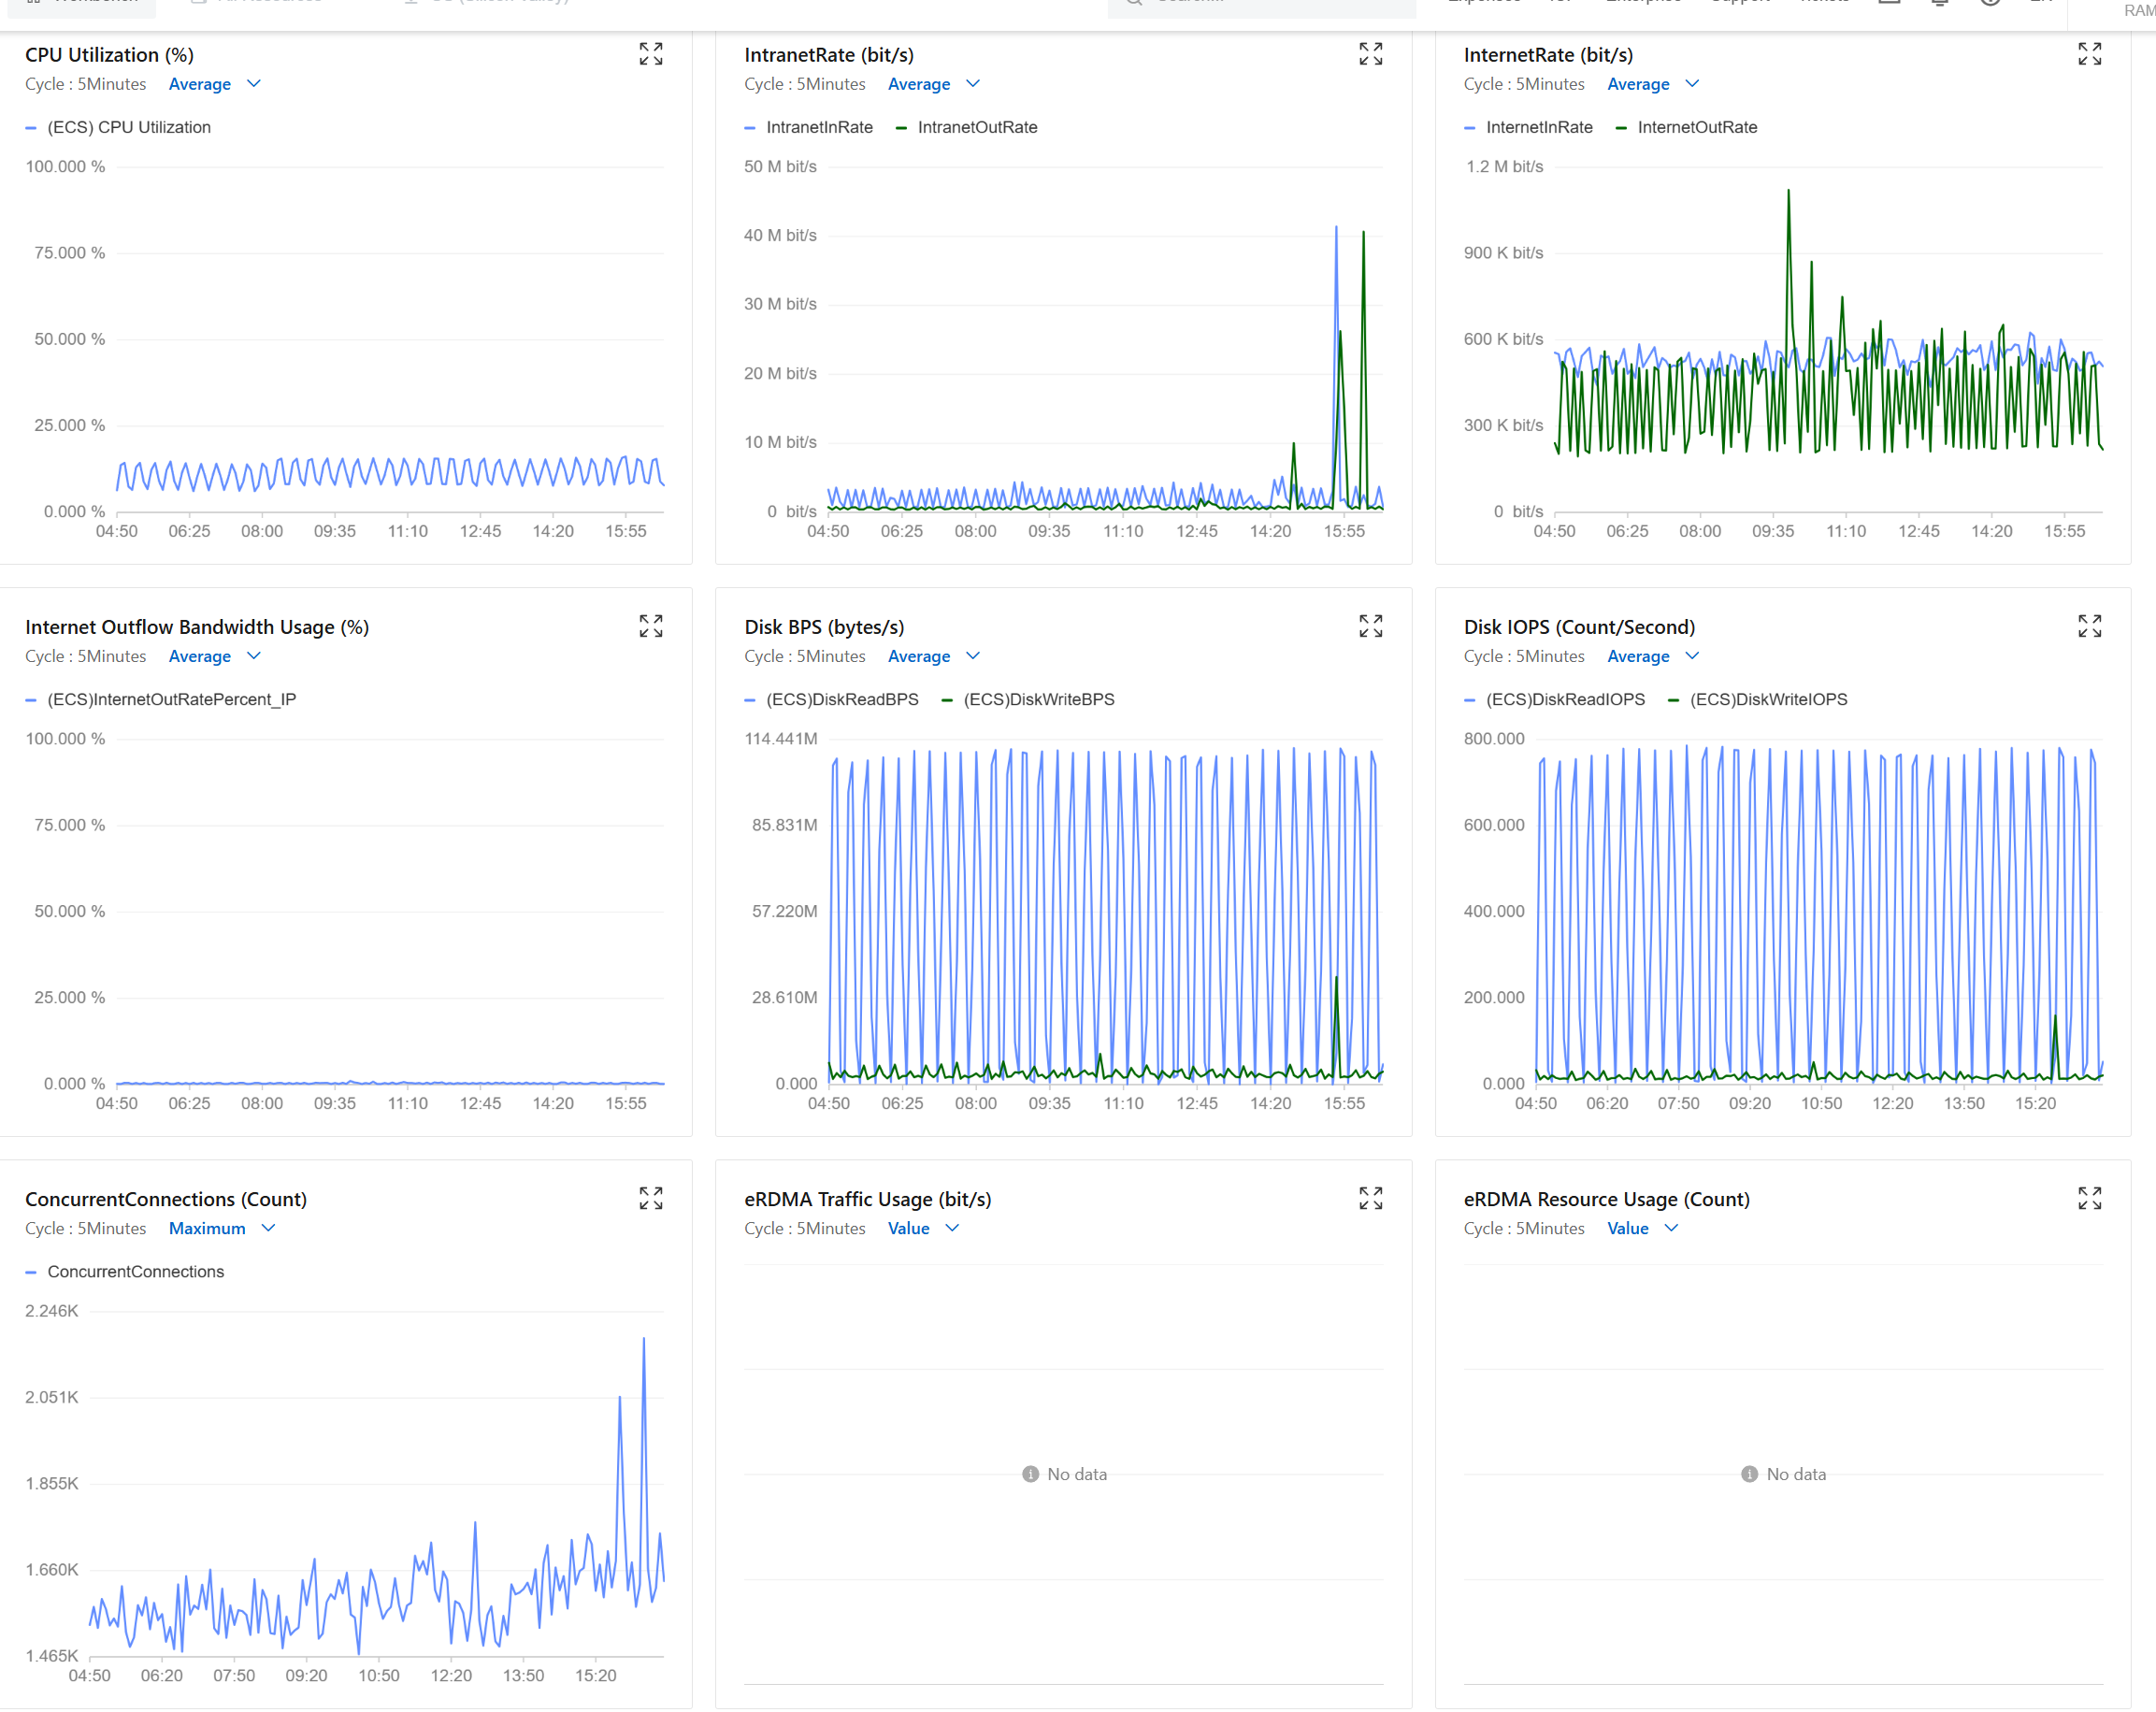 Workbench
Search...
Expenses
Enterprise Support Tickets
RAM
CPU Utilization (%)
Cycle : 5Minutes Average
(ECS) CPU Utilization
100.000 %
75.000 %
50.000 %
25.000 %
0.000 %
04:50 06:25 08:00 09:35 11:10 12:45 14:20 15:55
IntranetRate (bit/s)
Cycle : 5Minutes Average
IntranetInRate IntranetOutRate
50 M bit/s
40 M bit/s
30 M bit/s
20 M bit/s
10 M bit/s
0 bit/s
04:50 06:25 08:00 09:35 11:10 12:45 14:20 15:55
InternetRate (bit/s)
Cycle : 5Minutes Average
InternetInRate InternetOutRate
1.2 M bit/s
900 K bit/s
600 K bit/s
300 K bit/s
0 bit/s
04:50 06:25 08:00 09:35 11:10 12:45 14:20 15:55
Internet Outflow Bandwidth Usage (%)
Cycle : 5Minutes Average
(ECS)InternetOutRatePercent_IP
100.000 %
75.000 %
50.000 %
25.000 %
0.000 %
04:50 06:25 08:00 09:35 11:10 12:45 14:20 15:55
Disk BPS (bytes/s)
Cycle : 5Minutes Average
(ECS)DiskReadBPS (ECS)DiskWriteBPS
114.441M
85.831M
57.220M
28.610M
0.000
04:50 06:25 08:00 09:35 11:10 12:45 14:20 15:55
Disk IOPS (Count/Second)
Cycle : 5Minutes Average
(ECS)DiskReadIOPS (ECS)DiskWriteIOPS
800.000
600.000
400.000
200.000
0.000
04:50 06:20 07:50 09:20 10:50 12:20 13:50 15:20
ConcurrentConnections (Count)
Cycle : 5Minutes Maximum
ConcurrentConnections
2.246K
2.051K
1.855K
1.660K
1.465K
04:50 06:20 07:50 09:20 10:50 12:20 13:50 15:20
eRDMA Traffic Usage (bit/s)
Cycle : 5Minutes Value
No data
eRDMA Resource Usage (Count)
Cycle : 5Minutes Value
No data